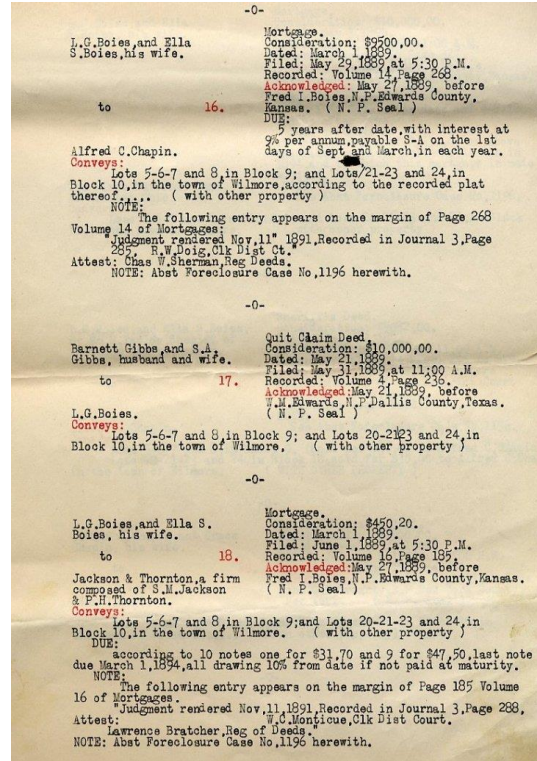 -0-
Mortgage.
L.G.Boies,and Ella
S.Boies,his wife.
Consideration: $9500,00.
Dated: March 1,1889.
Filed: May 29,1889,at 5:30 P.M.
Recorded: Volume 14,Page 268.
Acknowledged: May 27,1889, before
Fred I.Boies,N.P.Edwards County,
to 16. Kansas. ( N. P. Seal )
DUE:
5 years after date,with interest at
9% per annum,payable S-A on the 1st
Alfred C.Chapin. days of Sept and March,in each year.
Conveys:
Lots 5-6-7 and 8,in Block 9; and Lots/21-23 and 24,in
Block 10,in the town of Wilmore,according to the recorded plat
thereof.... ( with other property )
NOTE:
The following entry appears on the margin of Page 268
Volume 14 of Mortgages:
"Judgment rendered Nov,11" 1891,Recorded in Journal 3,Page
285, R.W.Doig,Clk Dist Ct."
Attest: Chas W.Sherman,Reg Deeds.
NOTE: Abst Foreclosure Case No,1196 herewith.
-0-
Quit Claim Deed.
Barnett Gibbs,and S.A.
Gibbs, husband and wife.
Consideration: $10,000,00.
Dated: May 21,1889.
Filed: May 31,1889,at 11:00 A.M.
to 17. Recorded: Volume 4,Page 236.
Acknowledged:May 21,1889, before
W.M.Edwards,N.P.Dallis County,Texas.
L.G.Boies. ( N. P. Seal )
Conveys:
Lots 5-6-7 and 8,in Block 9; and Lots 20-2123 and 24,in
Block 10,in the town of Wilmore, ( with other property )
-0-
Mortgage.
L.G.Boies,and Ella S.
Boies, his wife.
Consideration: $450,20.
Dated: March 1,1889.
Filed: June 1,1889,at 5:30 P.M.
to 18. Recorded: Volume 16,Page 185.
Acknowledged:May 27,1889, before
Jackson & Thornton,a firm Fred I.Boies,N.P.Edwards County,Kansas.
composed of S.M.Jackson ( N. P. Seal )
& P.H.Thornton.
Conveys:
Lots 5-6-7 and 8,in Block 9;and Lots 20-21-23 and 24,in
Block 10,in the town of Wilmore. ( with other property )
DUE:
according to 10 notes one for $31,70 and 9 for $47,50,last note
due March 1,1894,all drawing 10% from date if not paid at maturity.
NOTE:
The following entry appears on the margin of Page 185 Volume
16 of Mortgages.
"Judgment rendered Nov,11,1891,Recorded in Journal 3,Page 288,
Attest: W.C.Monticue,Clk Dist Court.
Lawrence Bratcher,Reg of Deeds."
NOTE: Abst Foreclosure Case No,1196 herewith.